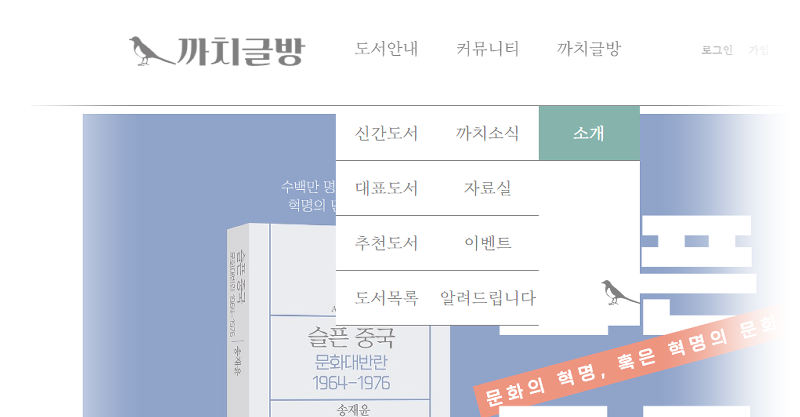 까치글방
도서안내 커뮤니티 까치글방
로그인 가입
신간도서 까치소식 소개
대표도서 자료실
추천도서 이벤트
도서목록 알려드립니다
수백만 명
혁명의
슬픈 중국
문화대반란
1964-1976
송재윤
슬픈 중국
문화대반란 1964-1976
송재윤
문화의 혁명, 혹은 혁명의 문화